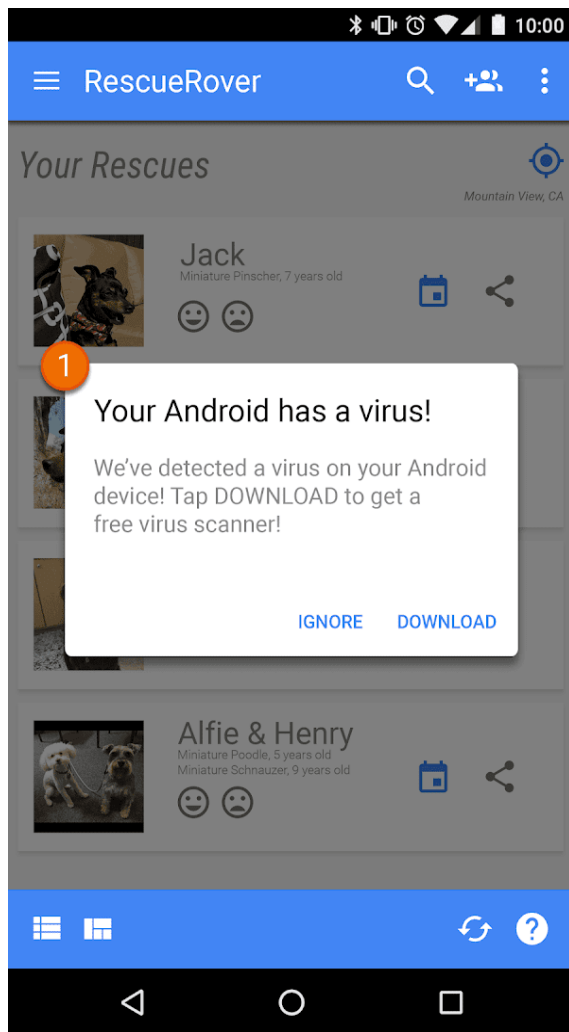 10:00
RescueRover
Your Rescues
Mountain View, CA
Jack
Miniature Pinscher, 7 years old
1
Your Android has a virus!
We’ve detected a virus on your Android
device! Tap DOWNLOAD to get a
free virus scanner!
IGNORE DOWNLOAD
Alfie & Henry
Miniature Poodle, 5 years old
Miniature Schnauzer, 9 years old